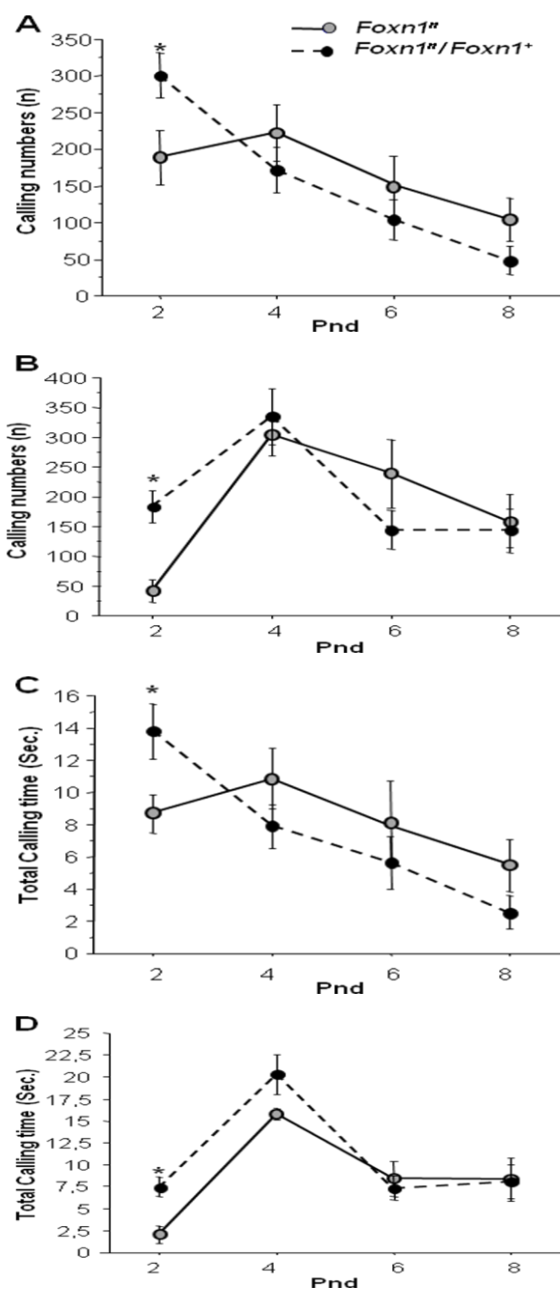 A
Foxn1ⁿ
Foxn1ⁿ/Foxn1⁺
350
300
250
200
150
100
50
0
Calling numbers (n)
*
2 4 6 8
Pnd
B
400
350
300
250
200
150
100
50
0
Calling numbers (n)
*
2 4 6 8
Pnd
C
16
14
12
10
8
6
4
2
0
Total Calling time (Sec.)
*
2 4 6 8
Pnd
D
25
22,5
20
17,5
15
12,5
10
7,5
5
2,5
0
Total Calling time (Sec.)
*
2 4 6 8
Pnd